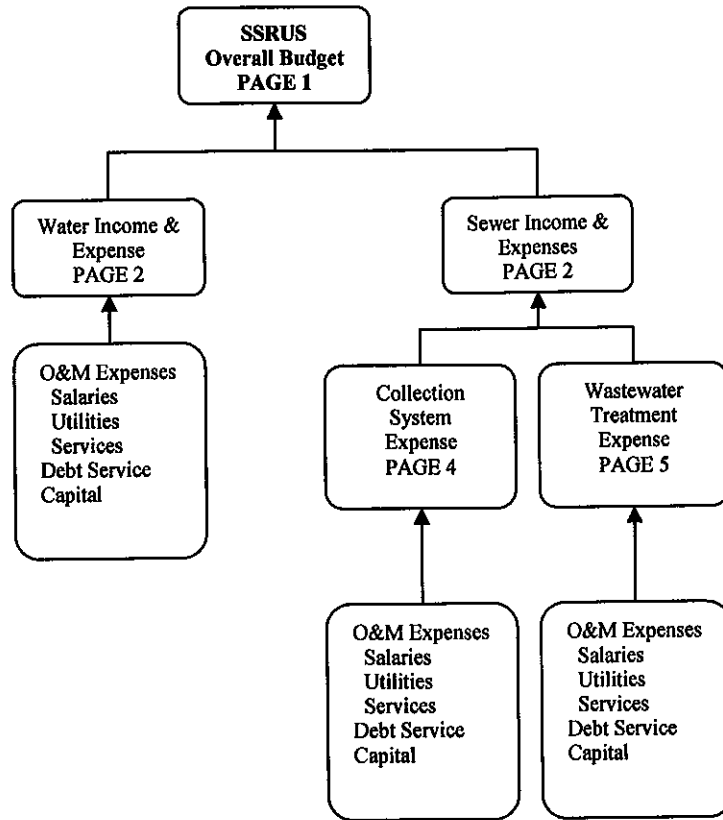 SSRUS
Overall Budget
PAGE 1
Water Income &
Expense
PAGE 2
Sewer Income &
Expenses
PAGE 2
O&M Expenses
Salaries
Utilities
Services
Debt Service
Capital
Collection
System
Expense
PAGE 4
Wastewater
Treatment
Expense
PAGE 5
O&M Expenses
Salaries
Utilities
Services
Debt Service
Capital
O&M Expenses
Salaries
Utilities
Services
Debt Service
Capital